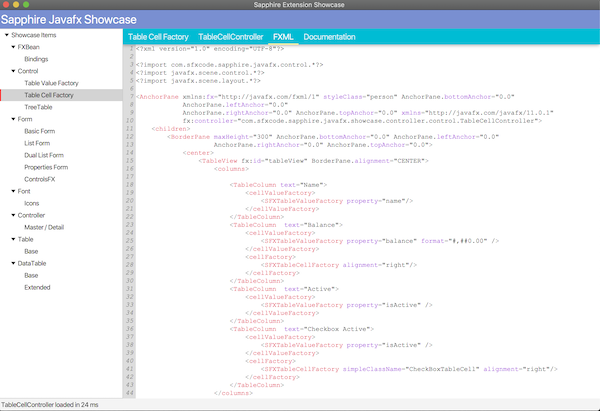 Sapphire Extension Showcase
Sapphire Javafx Showcase
Showcase Items
FXBean
Bindings
Control
Table Value Factory
Table Cell Factory
TreeTable
Form
Basic Form
List Form
Dual List Form
Properties Form
ControlsFX
Font
Icons
Controller
Master / Detail
Table
Base
DataTable
Base
Extended
Table Cell Factory TableCellController FXML Documentation
1 <?xml version="1.0" encoding="UTF-8"?>
2
3 <?import com.sfxcode.sapphire.javafx.control.*?>
4 <?import javafx.scene.control.*?>
5 <?import javafx.scene.layout.*?>
6
7 <AnchorPane xmlns:fx="http://javafx.com/fxml/1" styleClass="person" AnchorPane.bottomAnchor="0.0"
8 AnchorPane.leftAnchor="0.0"
9 AnchorPane.rightAnchor="0.0" AnchorPane.topAnchor="0.0" xmlns="http://javafx.com/javafx/11.0.1"
10 fx:controller="com.sfxcode.sapphire.javafx.showcase.controller.control.TableCellController">
11 <children>
12 <BorderPane maxHeight="300" AnchorPane.bottomAnchor="0.0" AnchorPane.leftAnchor="0.0"
13 AnchorPane.rightAnchor="0.0" AnchorPane.topAnchor="0.0">
14 <center>
15 <TableView fx:id="tableView" BorderPane.alignment="CENTER">
16 <columns>
17
18 <TableColumn text="Name">
19 <cellValueFactory>
20 <SFXTableValueFactory property="name"/>
21 </cellValueFactory>
22 </TableColumn>
23 <TableColumn text="Balance">
24 <cellValueFactory>
25 <SFXTableValueFactory property="balance" format="#,##0.00" />
26 </cellValueFactory>
27 <cellFactory>
28 <SFXTableCellFactory alignment="right"/>
29 </cellFactory>
30 </TableColumn>
31 <TableColumn text="Active">
32 <cellValueFactory>
33 <SFXTableValueFactory property="isActive" />
34 </cellValueFactory>
35 </TableColumn>
36 <TableColumn text="Checkbox Active">
37 <cellValueFactory>
38 <SFXTableValueFactory property="isActive" />
39 </cellValueFactory>
40 <cellFactory>
41 <SFXTableCellFactory simpleClassName="CheckBoxTableCell" alignment="right"/>
42 </cellFactory>
43 </TableColumn>
44 </columns>
TableCellController loaded in 24 ms